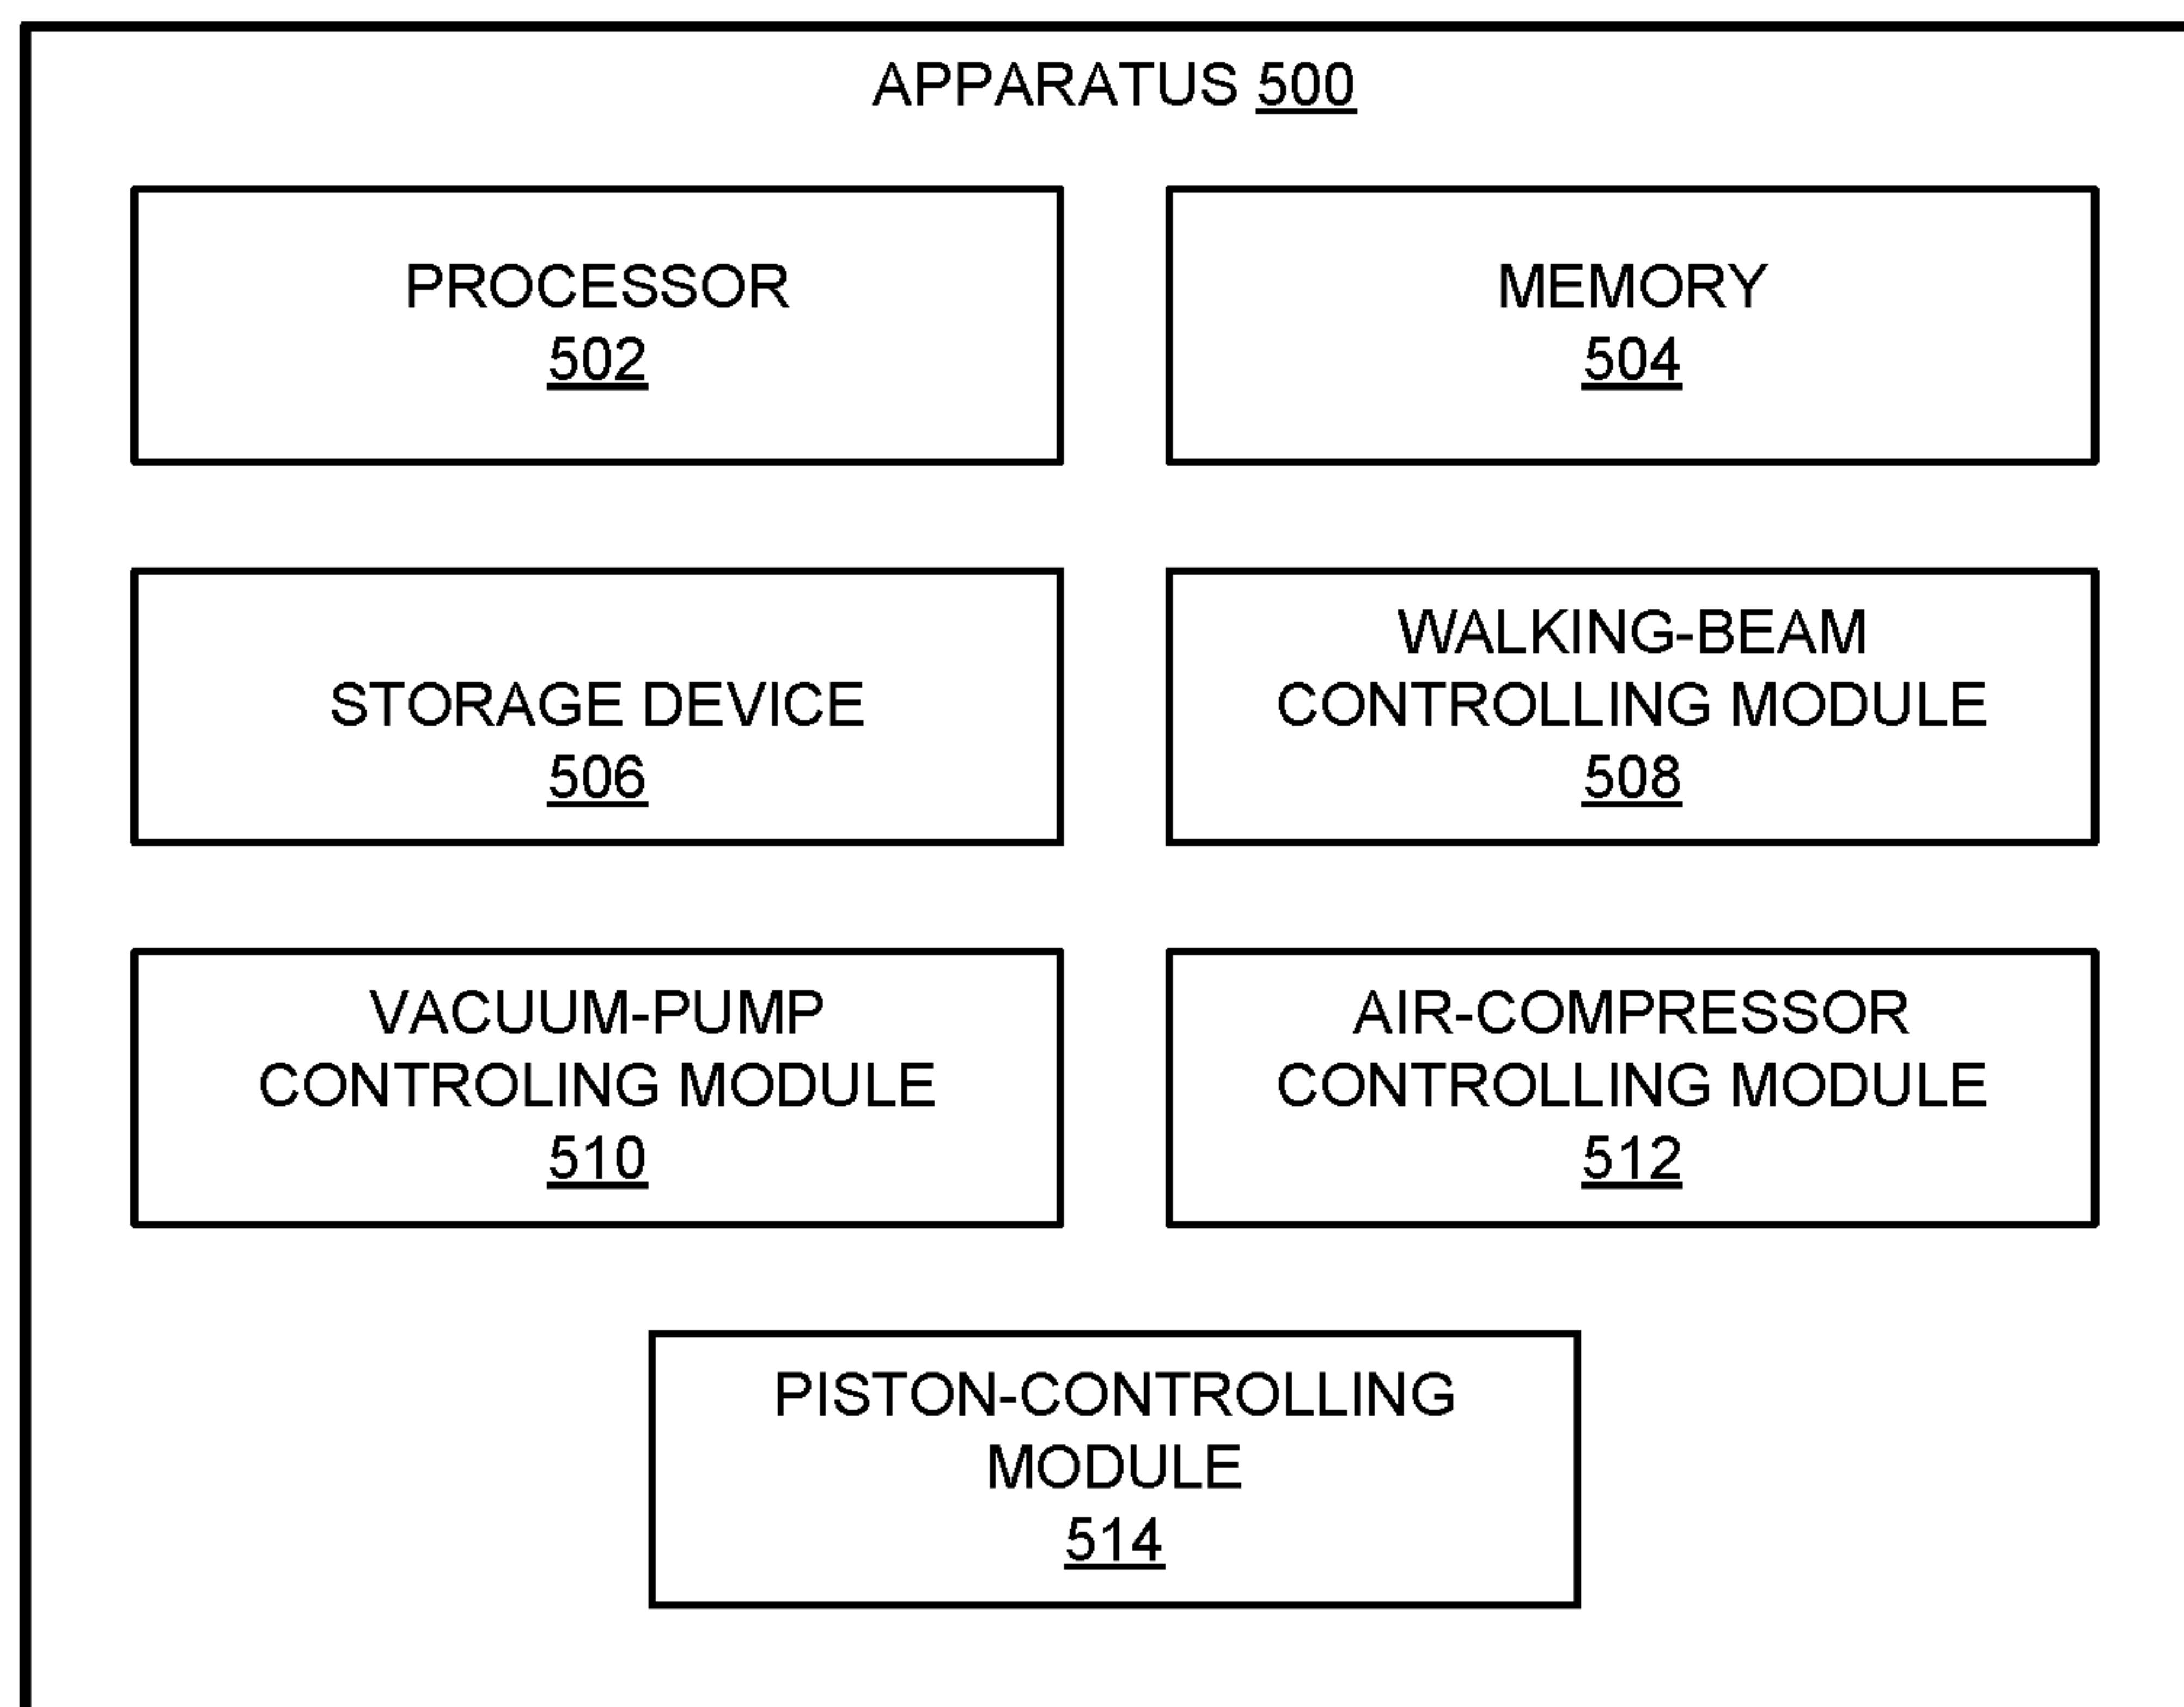 APPARATUS 500
PROCESSOR
502
MEMORY
504
STORAGE DEVICE
506
WALKING-BEAM
CONTROLLING MODULE
508
VACUUM-PUMP
CONTROLING MODULE
510
AIR-COMPRESSOR
CONTROLLING MODULE
512
PISTON-CONTROLLING
MODULE
514